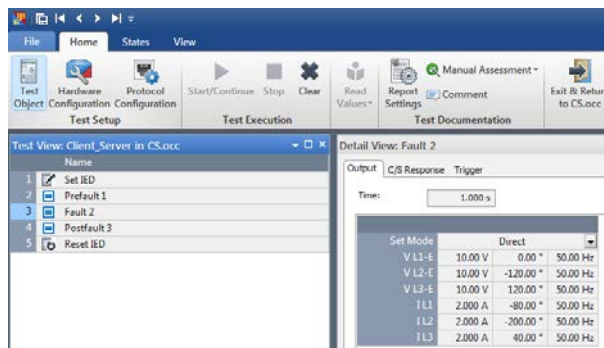 File Home States View
Test Object Hardware Configuration Protocol Configuration Start/Continue Stop Clear Read Values Report Settings Manual Assessment Comment Exit & Retur to CS.occ
Test Setup Test Execution Test Documentation
Test View: Client_Server in CS.occ
Name
1 Set IED
2 Prefault 1
3 Fault 2
4 Postfault 3
5 Reset IED
Detail View: Fault 2
Output C/S Response Trigger
Time: 1.000 s
Set Mode Direct
V L1-E 10.00 V 0.00 ° 50.00 Hz
V L2-E 10.00 V -120.00 ° 50.00 Hz
V L3-E 10.00 V 120.00 ° 50.00 Hz
I L1 2.000 A -80.00 ° 50.00 Hz
I L2 2.000 A -200.00 ° 50.00 Hz
I L3 2.000 A 40.00 ° 50.00 Hz